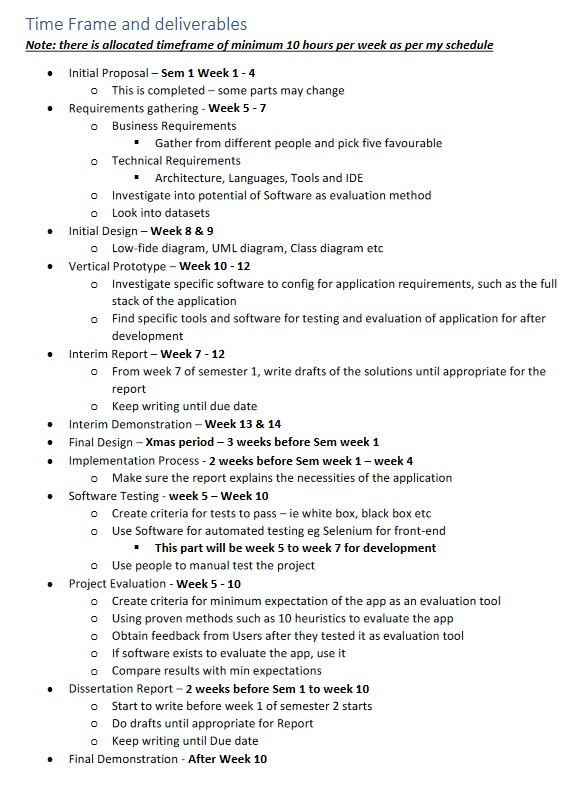 Time Frame and deliverables
Note: there is allocated timeframe of minimum 10 hours per week as per my schedule
• Initial Proposal – Sem 1 Week 1 - 4
o This is completed – some parts may change
• Requirements gathering - Week 5 - 7
o Business Requirements
▪ Gather from different people and pick five favourable
o Technical Requirements
▪ Architecture, Languages, Tools and IDE
o Investigate into potential of Software as evaluation method
o Look into datasets
• Initial Design – Week 8 & 9
o Low-fide diagram, UML diagram, Class diagram etc
• Vertical Prototype – Week 10 - 12
o Investigate specific software to config for application requirements, such as the full
stack of the application
o Find specific tools and software for testing and evaluation of application for after
development
• Interim Report – Week 7 - 12
o From week 7 of semester 1, write drafts of the solutions until appropriate for the
report
o Keep writing until due date
• Interim Demonstration – Week 13 & 14
• Final Design – Xmas period – 3 weeks before Sem week 1
• Implementation Process - 2 weeks before Sem week 1 – week 4
o Make sure the report explains the necessities of the application
• Software Testing - week 5 – Week 10
o Create criteria for tests to pass – ie white box, black box etc
o Use Software for automated testing eg Selenium for front-end
▪ This part will be week 5 to week 7 for development
o Use people to manual test the project
• Project Evaluation - Week 5 - 10
o Create criteria for minimum expectation of the app as an evaluation tool
o Using proven methods such as 10 heuristics to evaluate the app
o Obtain feedback from Users after they tested it as evaluation tool
o If software exists to evaluate the app, use it
o Compare results with min expectations
• Dissertation Report – 2 weeks before Sem 1 to week 10
o Start to write before week 1 of semester 2 starts
o Do drafts until appropriate for Report
o Keep writing until Due date
• Final Demonstration - After Week 10